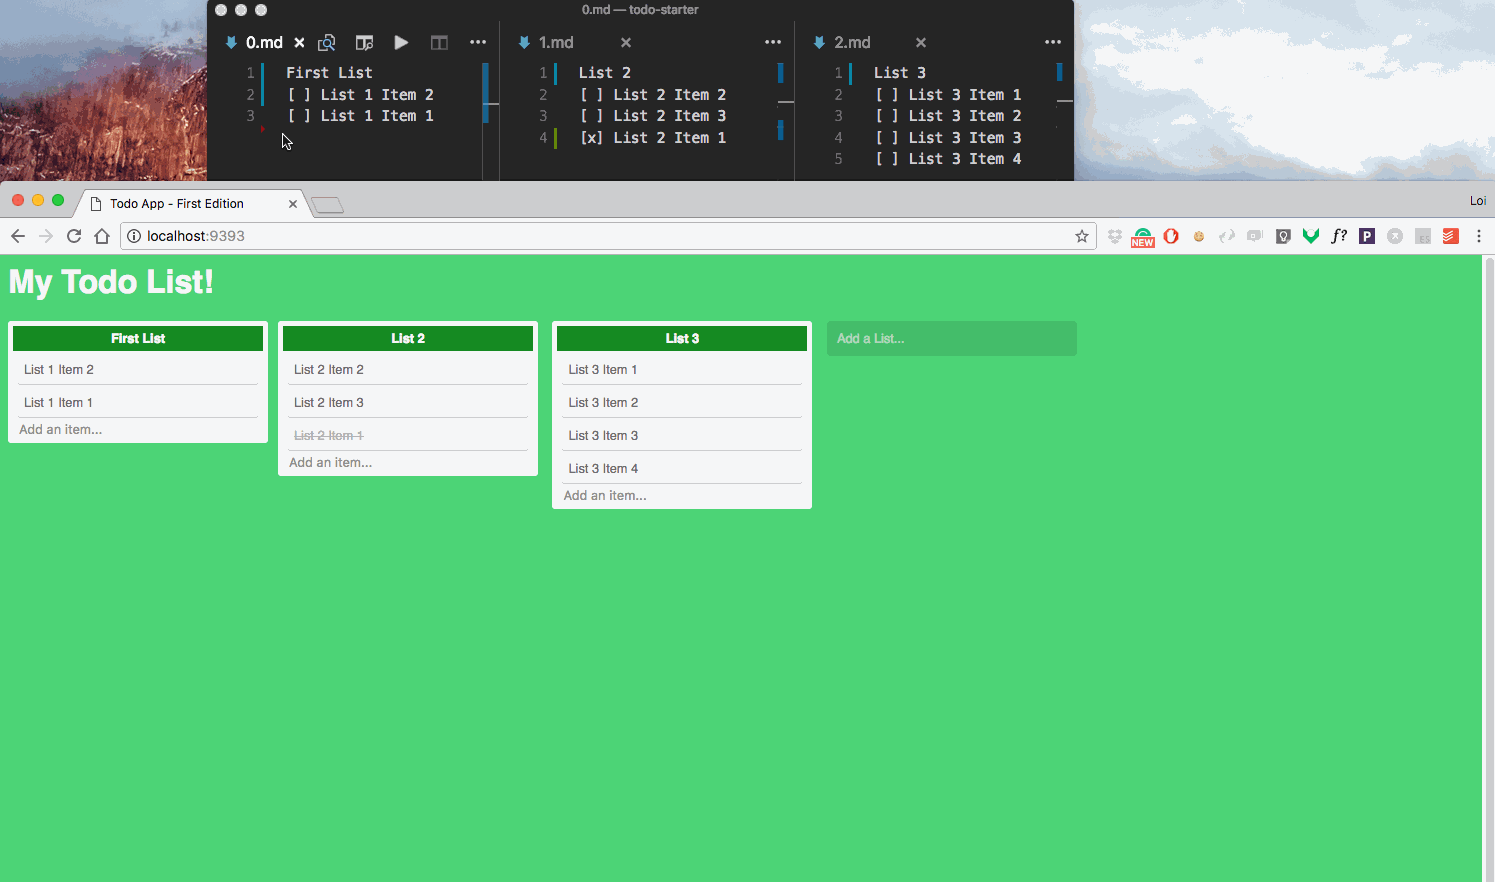 0.md — todo-starter
0.md
1 First List
2 [ ] List 1 Item 2
3 [ ] List 1 Item 1
1.md
1 List 2
2 [ ] List 2 Item 2
3 [ ] List 2 Item 3
4 [x] List 2 Item 1
2.md
1 List 3
2 [ ] List 3 Item 1
3 [ ] List 3 Item 2
4 [ ] List 3 Item 3
5 [ ] List 3 Item 4
Todo App - First Edition
Loi
localhost:9393
NEW
f?
P
ES
My Todo List!
First List
List 1 Item 2
List 1 Item 1
Add an item...
List 2
List 2 Item 2
List 2 Item 3
List 2 Item 1
Add an item...
List 3
List 3 Item 1
List 3 Item 2
List 3 Item 3
List 3 Item 4
Add an item...
Add a List...